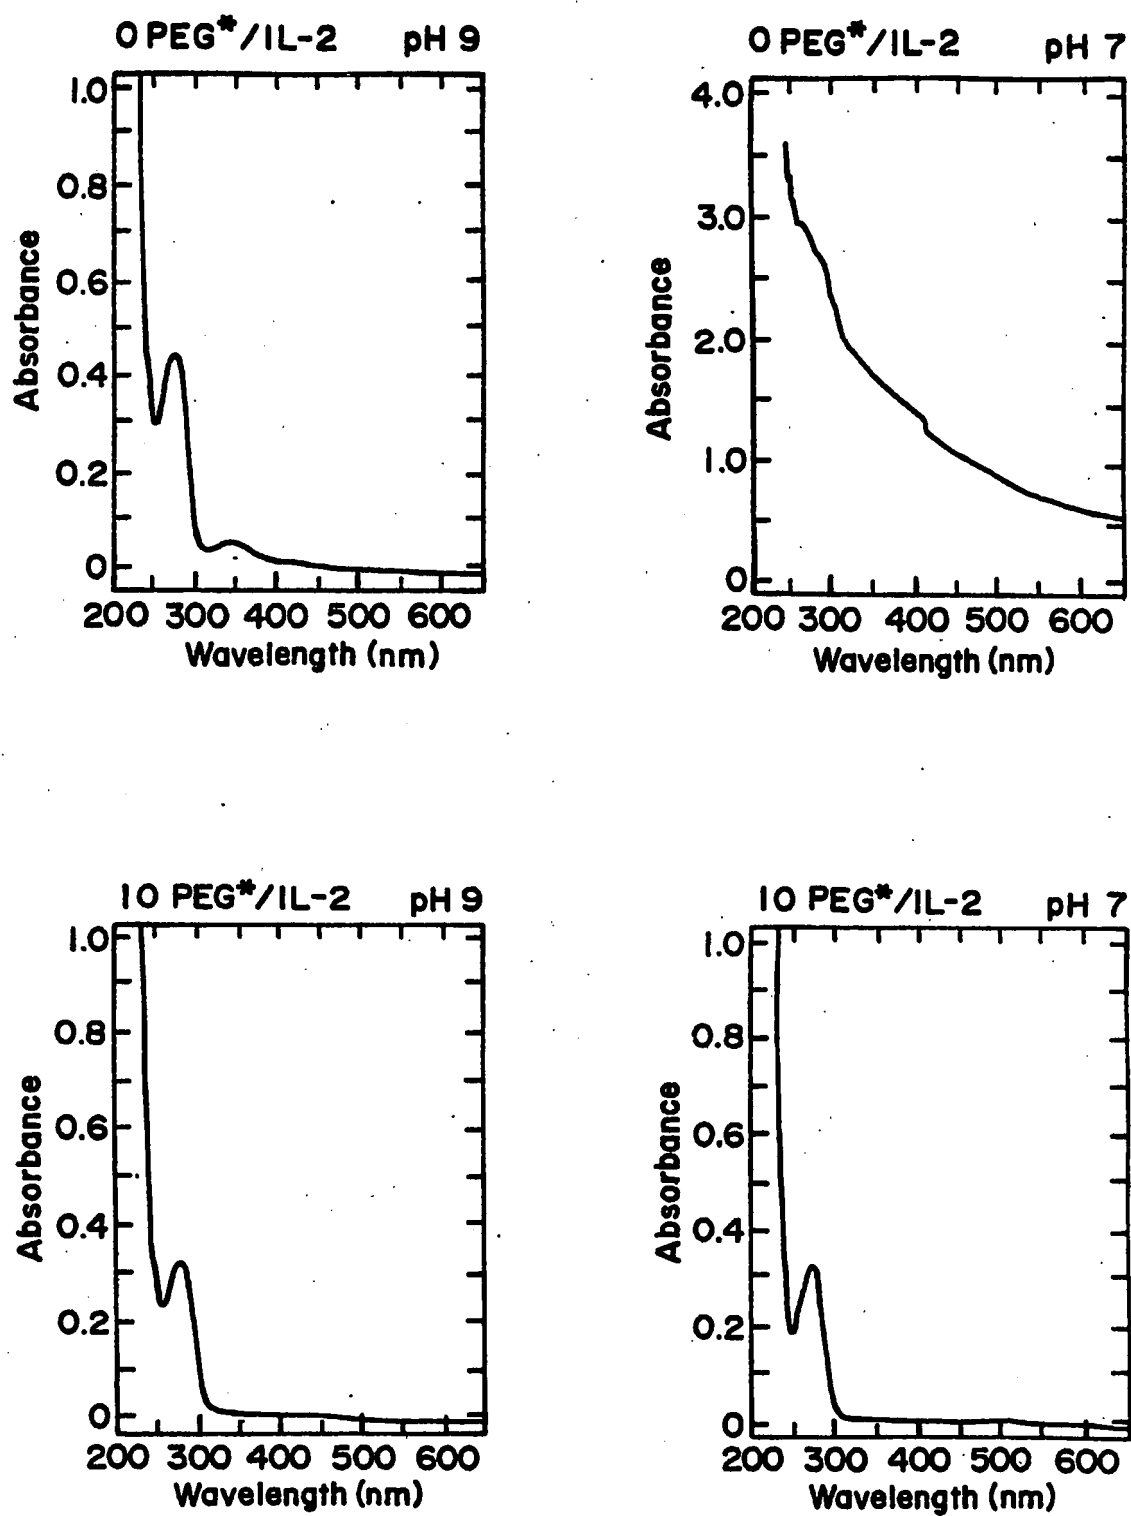 0 PEG*/IL-2 pH 9
1.0
0.8
0.6
0.4
0.2
0
Absorbance
200 300 400 500 600
Wavelength (nm)
0 PEG*/IL-2 pH 7
4.0
3.0
2.0
1.0
0
Absorbance
200 300 400 500 600
Wavelength (nm)
10 PEG*/IL-2 pH 9
1.0
0.8
0.6
0.4
0.2
0
Absorbance
200 300 400 500 600
Wavelength (nm)
10 PEG*/IL-2 pH 7
1.0
0.8
0.6
0.4
0.2
0
Absorbance
200 300 400 500 600
Wavelength (nm)